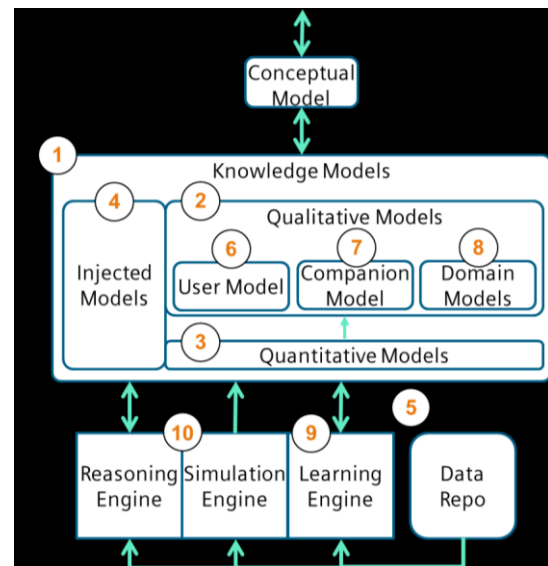 Conceptual
Model
1
Knowledge Models
4
2
Qualitative Models
Injected
Models
6
7
8
User Model
Companion
Model
Domain
Models
3
Quantitative Models
5
10
9
Reasoning
Engine
Simulation
Engine
Learning
Engine
Data
Repo